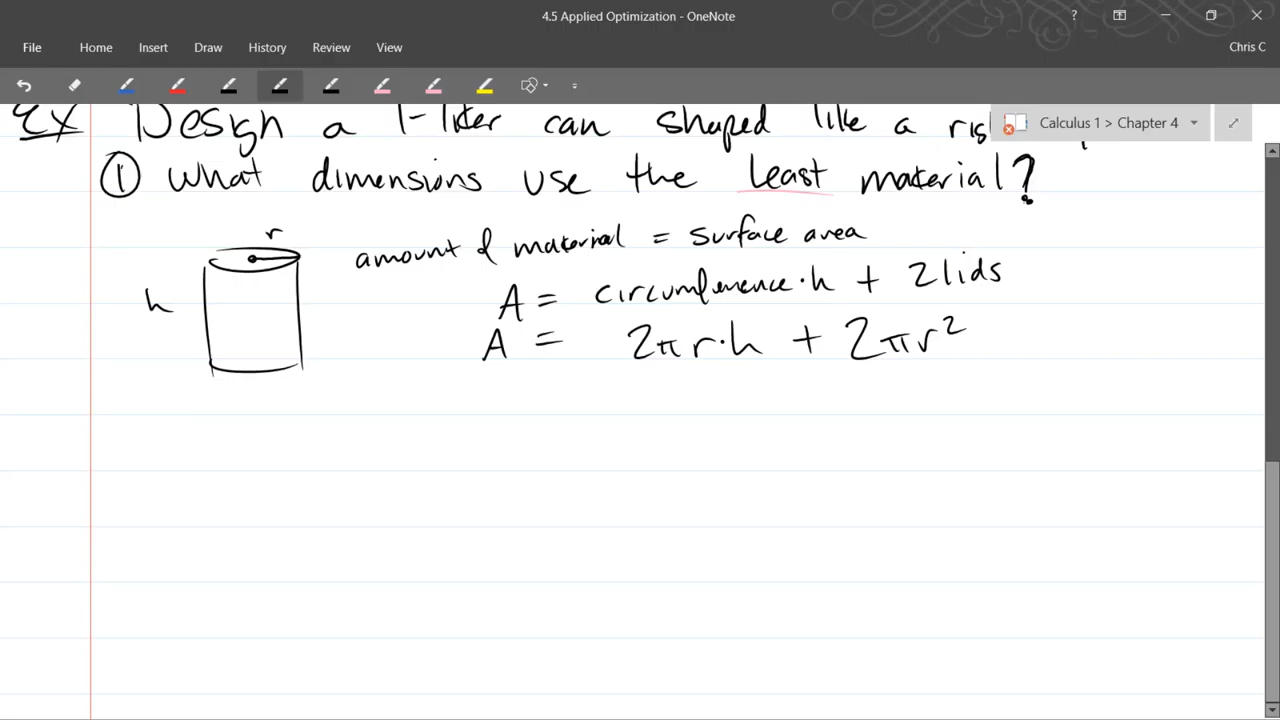 4.5 Applied Optimization - OneNote
?
File Home Insert Draw History Review View
Chris C
Calculus 1 > Chapter 4
Ex Design a 1-liter can shaped like a
① What dimensions use the least material?
r
h
amount of material = surface area
A = circumference·h + 2 lids
A = 2πr·h + 2πr²